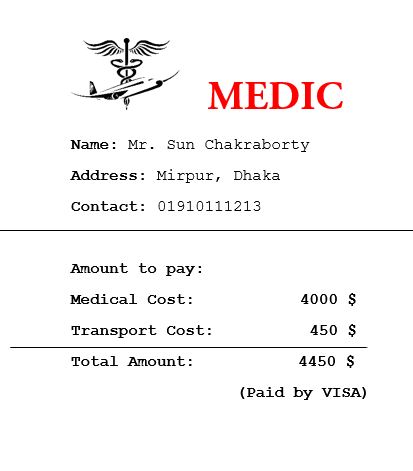 MEDIC
Name: Mr. Sun Chakraborty
Address: Mirpur, Dhaka
Contact: 01910111213
Amount to pay:
Medical Cost: 4000 $
Transport Cost: 450 $
Total Amount: 4450 $
(Paid by VISA)